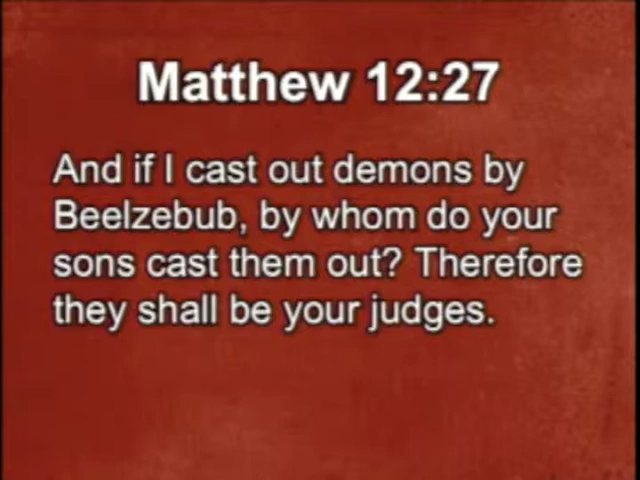 Matthew 12:27
And if I cast out demons by
Beelzebub, by whom do your
sons cast them out? Therefore
they shall be your judges.